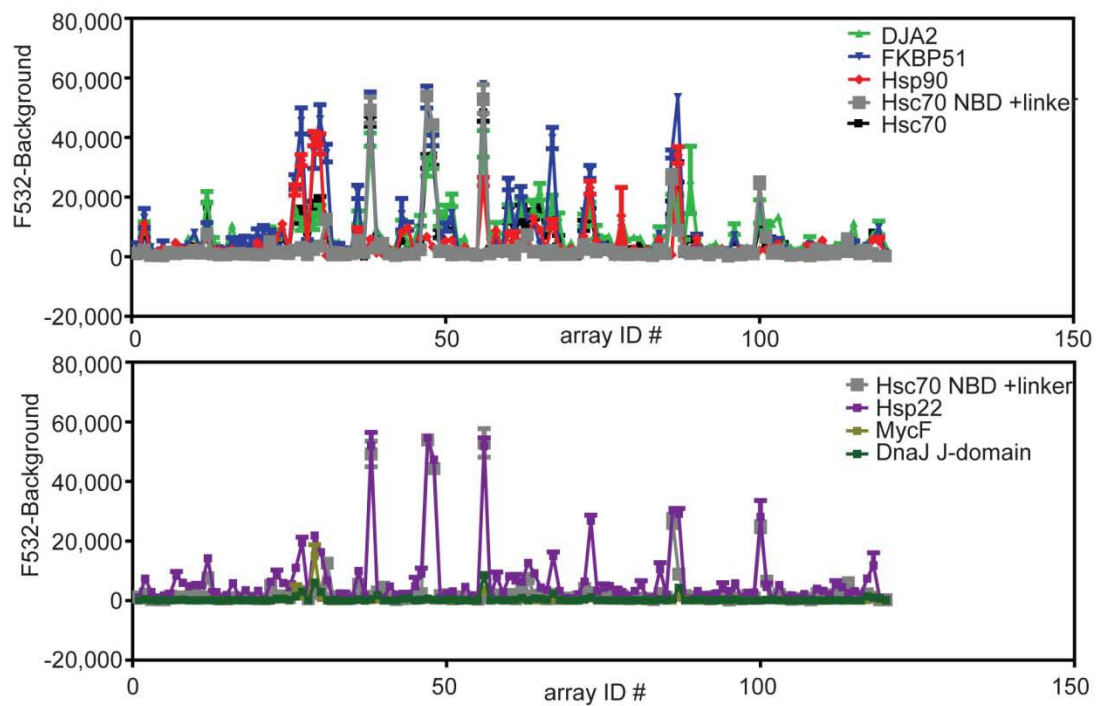 80,000
60,000
40,000
20,000
0
-20,000
F532-Background
DJA2
FKBP51
Hsp90
Hsc70 NBD +linker
Hsc70
0
50
array ID #
100
150
80,000
60,000
40,000
20,000
0
-20,000
F532-Background
Hsc70 NBD +linker
Hsp22
MycF
DnaJ J-domain
0
50
array ID #
100
150